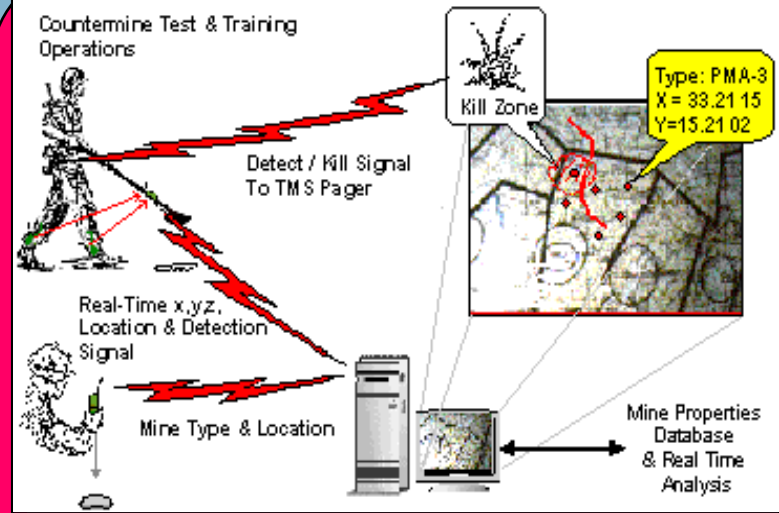 Countermine Test & Training
Operations
Kill Zone
Type: PMA-3
X = 33.21 15
Y=15.21 02
Detect / Kill Signal
To TMS Pager
Real-Time x,yz,
Location & Detection
Signal
Mine Type & Location
Mine Properties
Database
& Real Time
Analysis